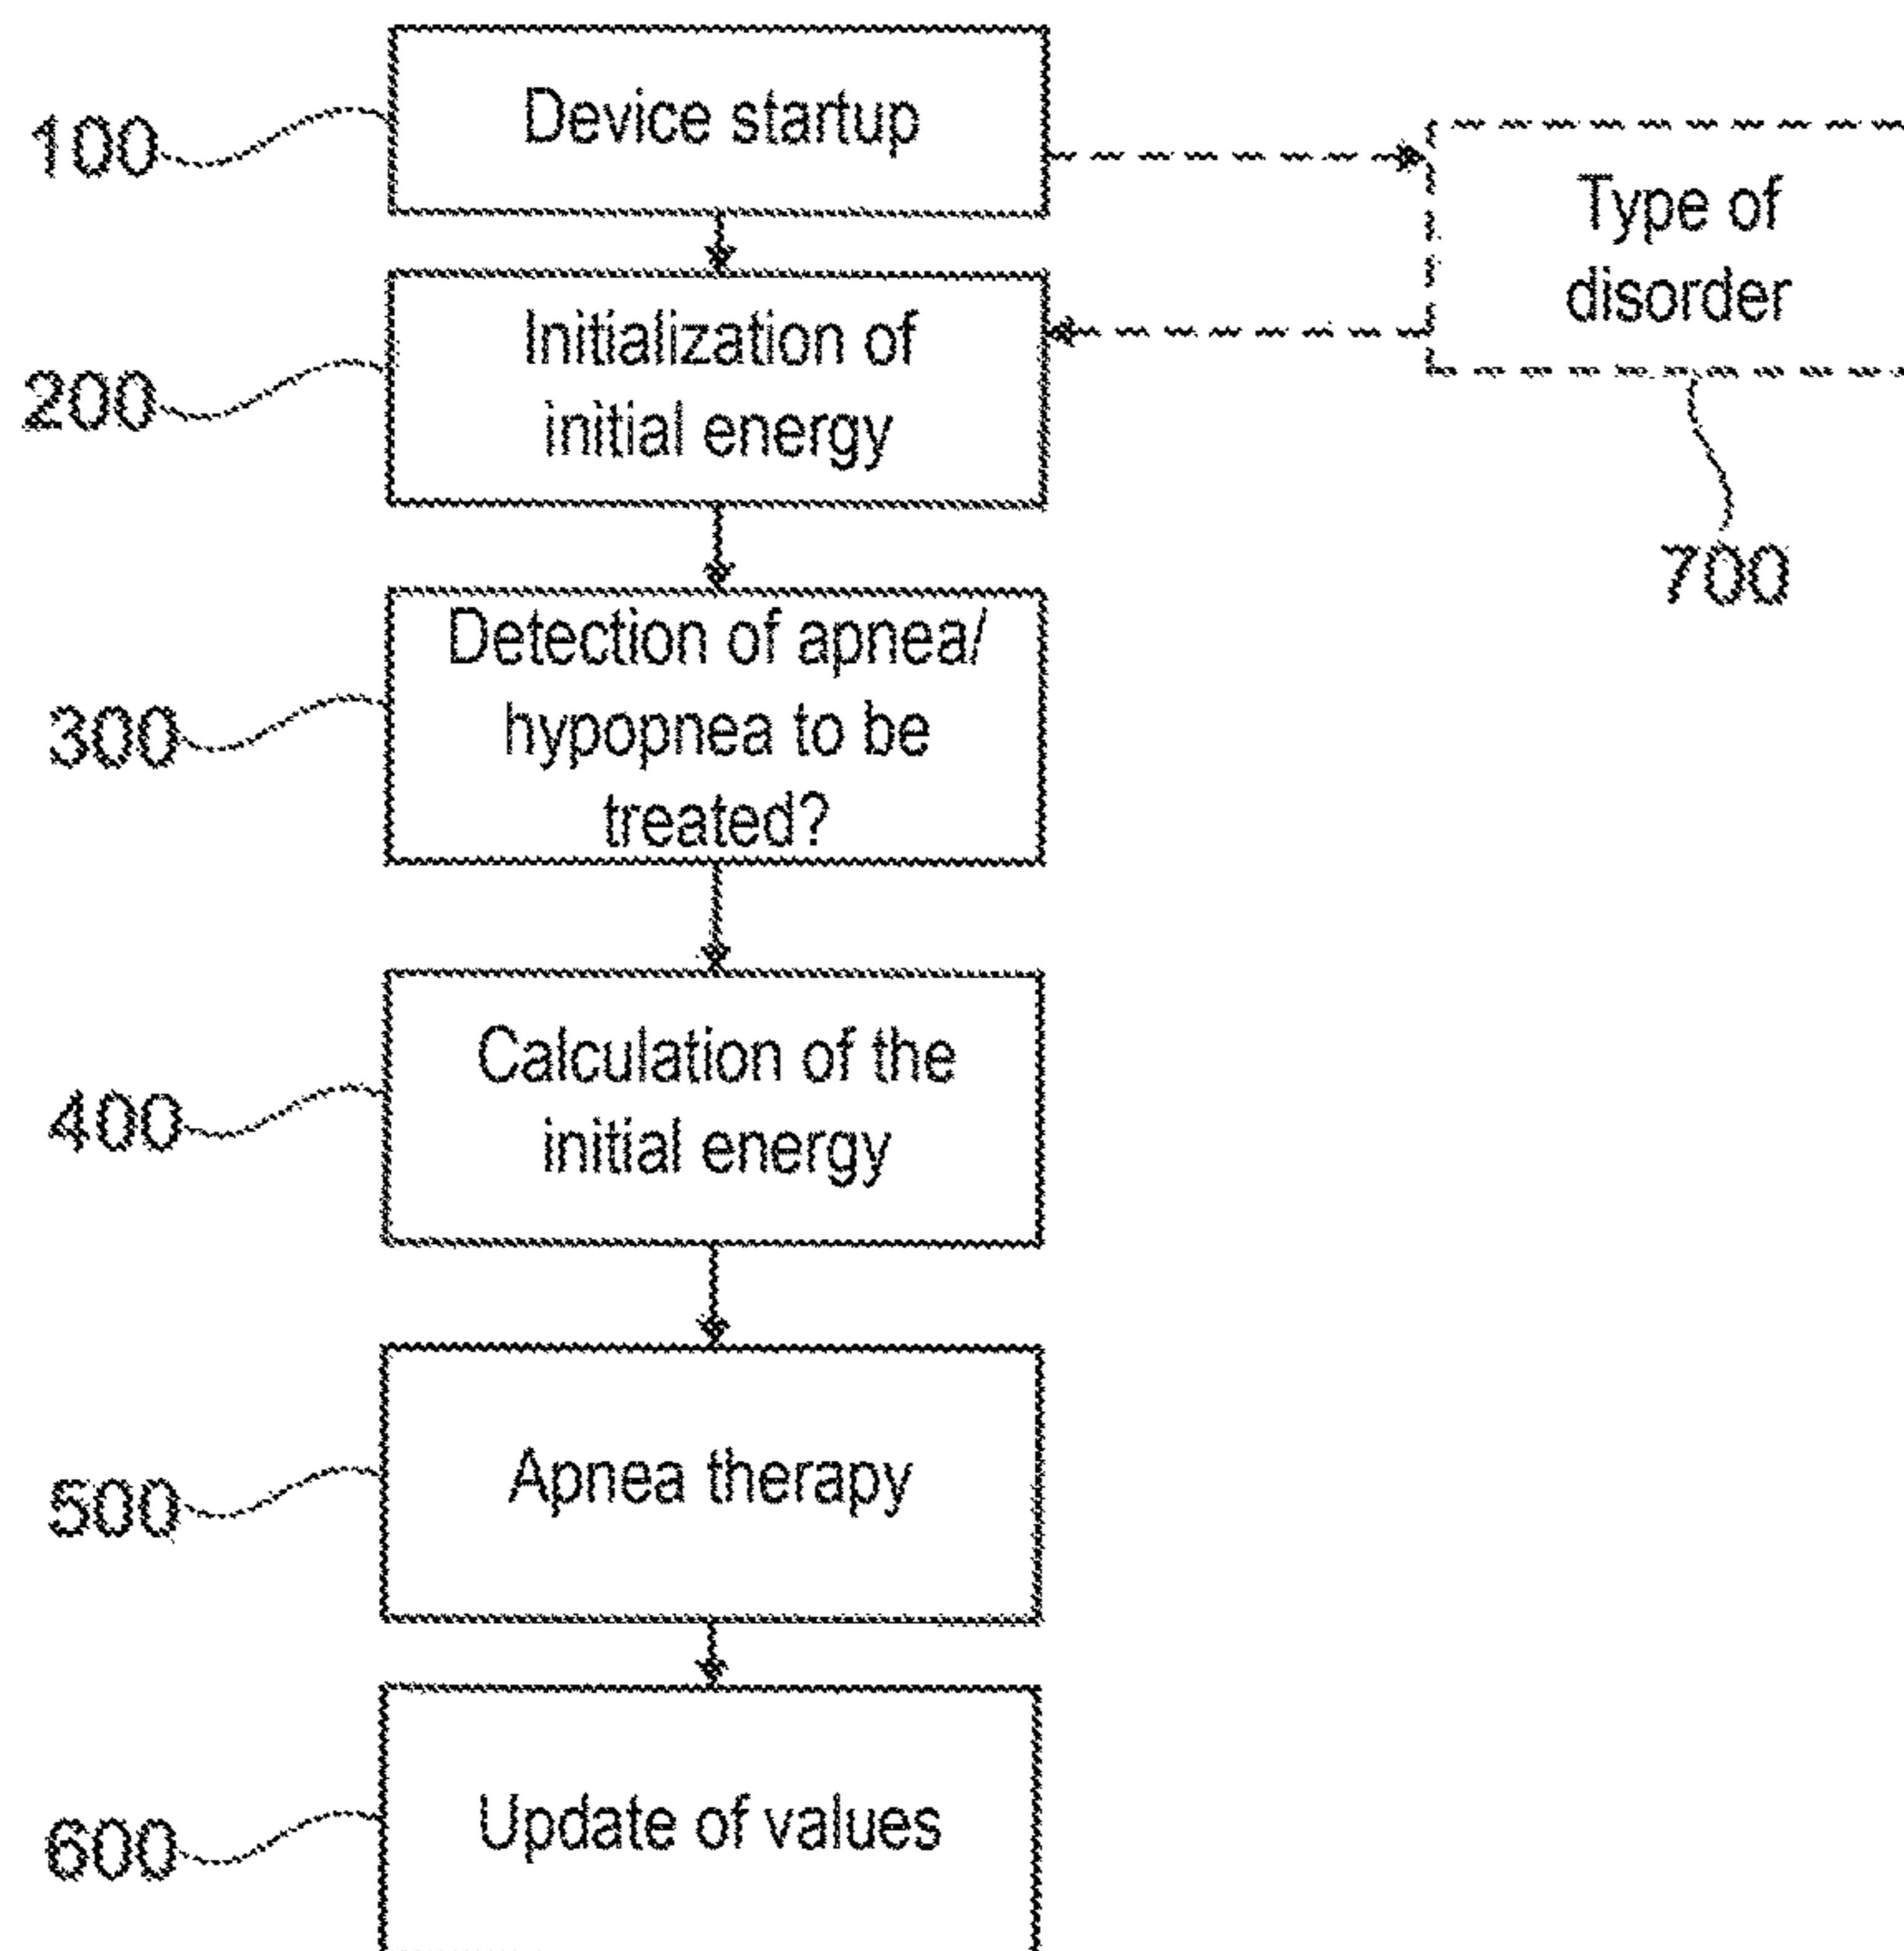 100
Device startup
Type of
disorder
700
200
Initialization of
initial energy
300
Detection of apnea/
hypopnea to be
treated?
400
Calculation of the
initial energy
500
Apnea therapy
600
Update of values